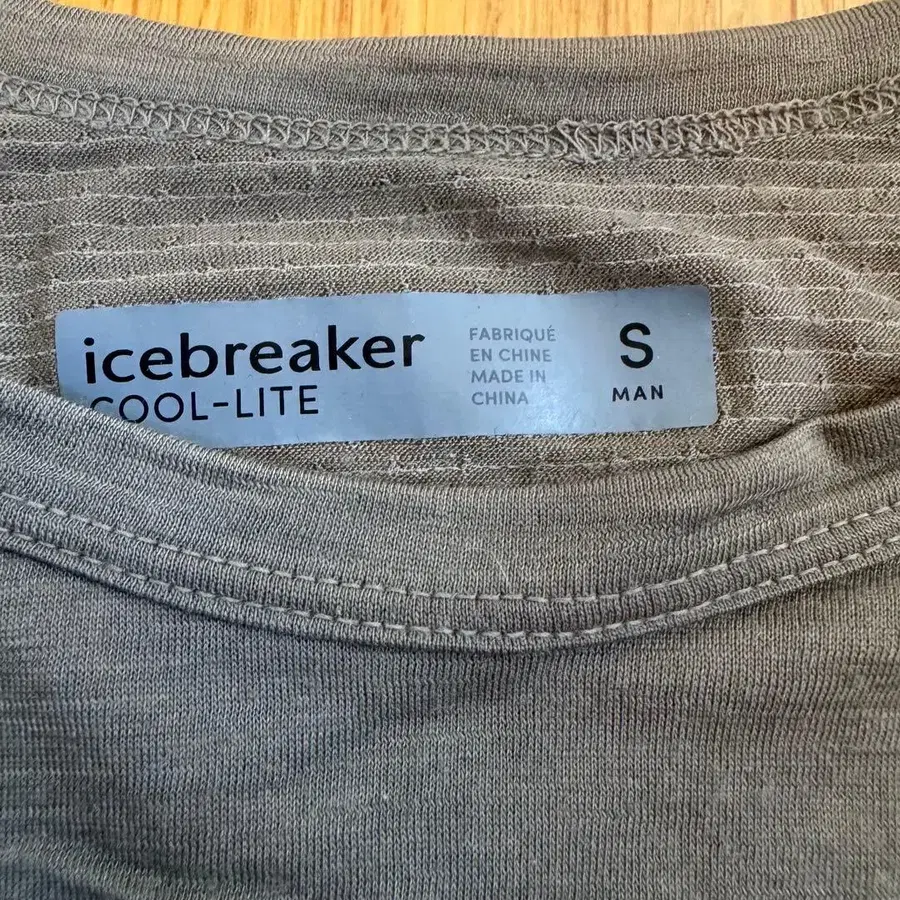 icebreaker
COOL-LITE
FABRIQUÉ
EN CHINE
MADE IN
CHINA
S
MAN